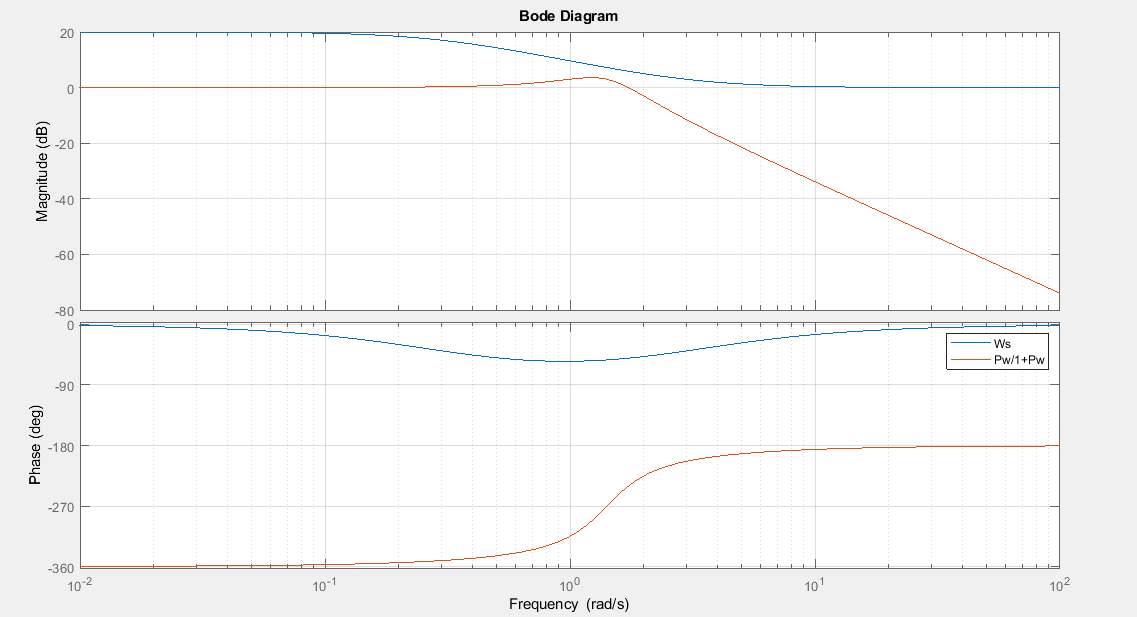 Bode Diagram
Magnitude (dB)
20
0
-20
-40
-60
-80
Phase (deg)
0
-90
-180
-270
-360
Ws
Pw/1+Pw
10^-2
10^-1
10^0
10^1
10^2
Frequency (rad/s)